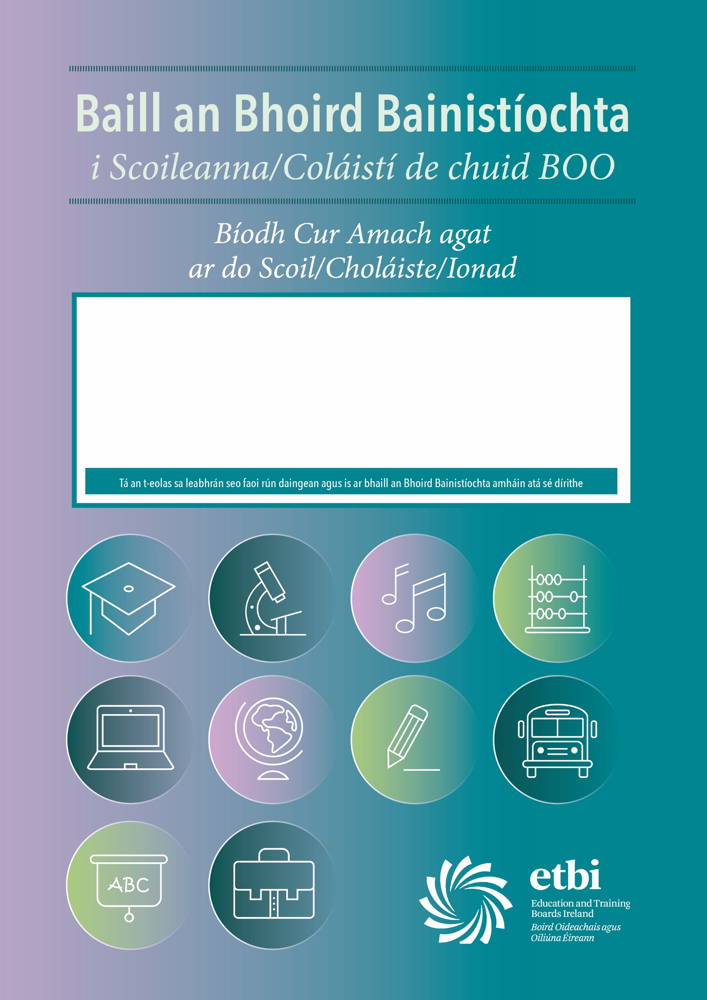 Baill an Bhoird Bainistíochta
i Scoileanna/Coláistí de chuid BOO
Bíodh Cur Amach agat
ar do Scoil/Choláiste/Ionad
Tá an t-eolas sa leabhrán seo faoi rún daingean agus is ar bhaill an Bhoird Bainistíochta amháin atá sé dírithe
ABC
etbi
Education and Training
Boards Ireland
Boird Oideachais agus
Oiliúna Éireann